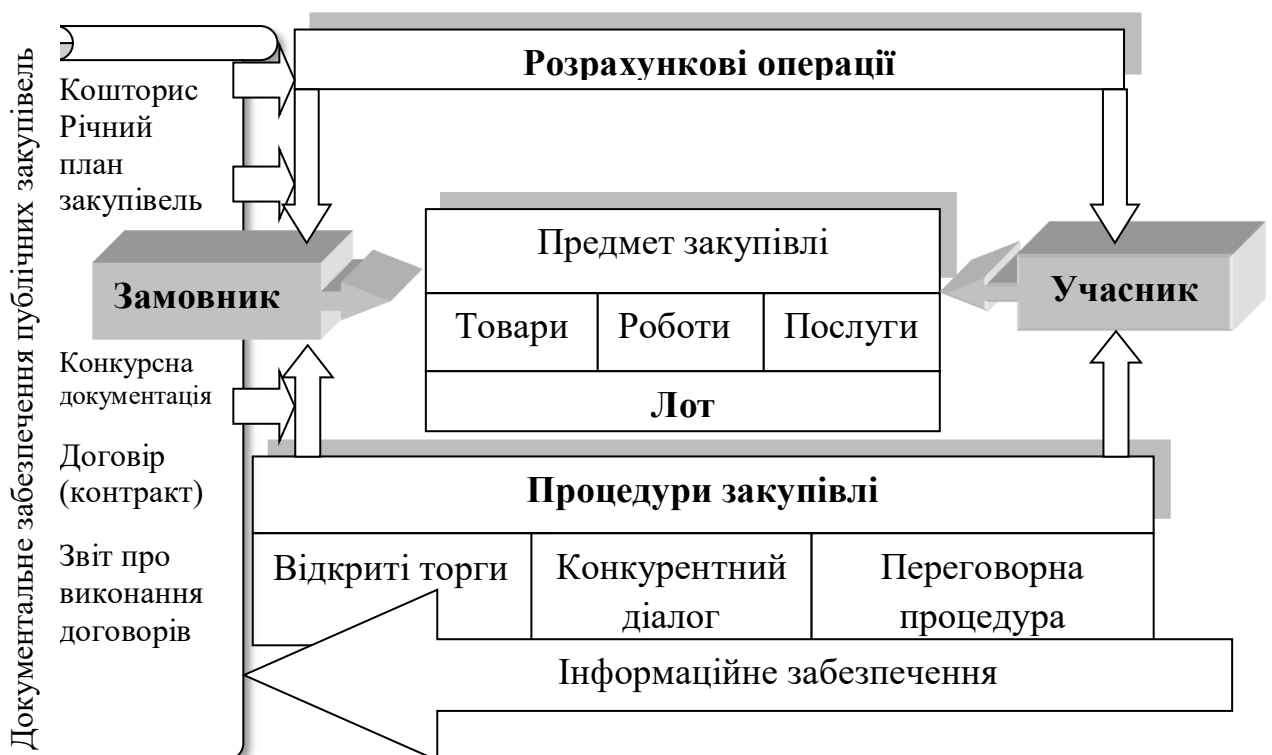 Документальне забезпечення публічних закупівель
Кошторис
Річний
план
закупівель
Конкурсна
документація
Договір
(контракт)
Звіт про
виконання
договорів
Розрахункові операції
Предмет закупівлі
Товари
Роботи
Послуги
Лот
Замовник
Учасник
Процедури закупівлі
Відкриті торги
Конкурентний
діалог
Переговорна
процедура
Інформаційне забезпечення